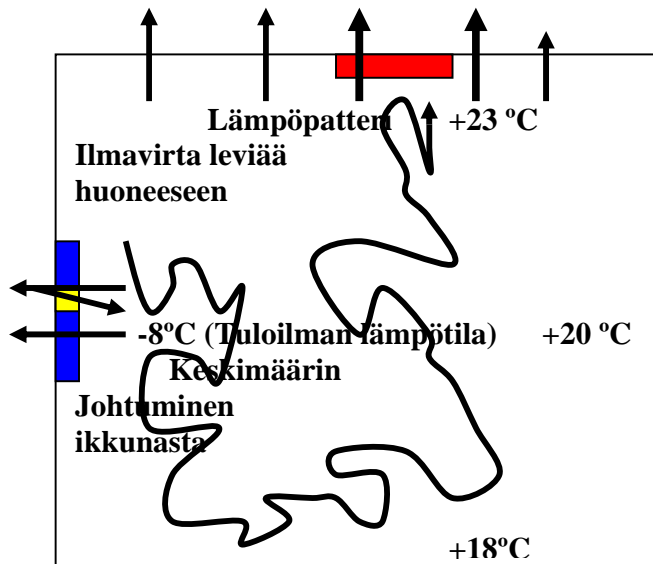 Lämpöpatteri +23 ºC
Ilmavirta leviää
huoneeseen
-8ºC (Tuloilman lämpötila) +20 ºC
Keskimäärin
Johtuminen
ikkunasta
+18ºC